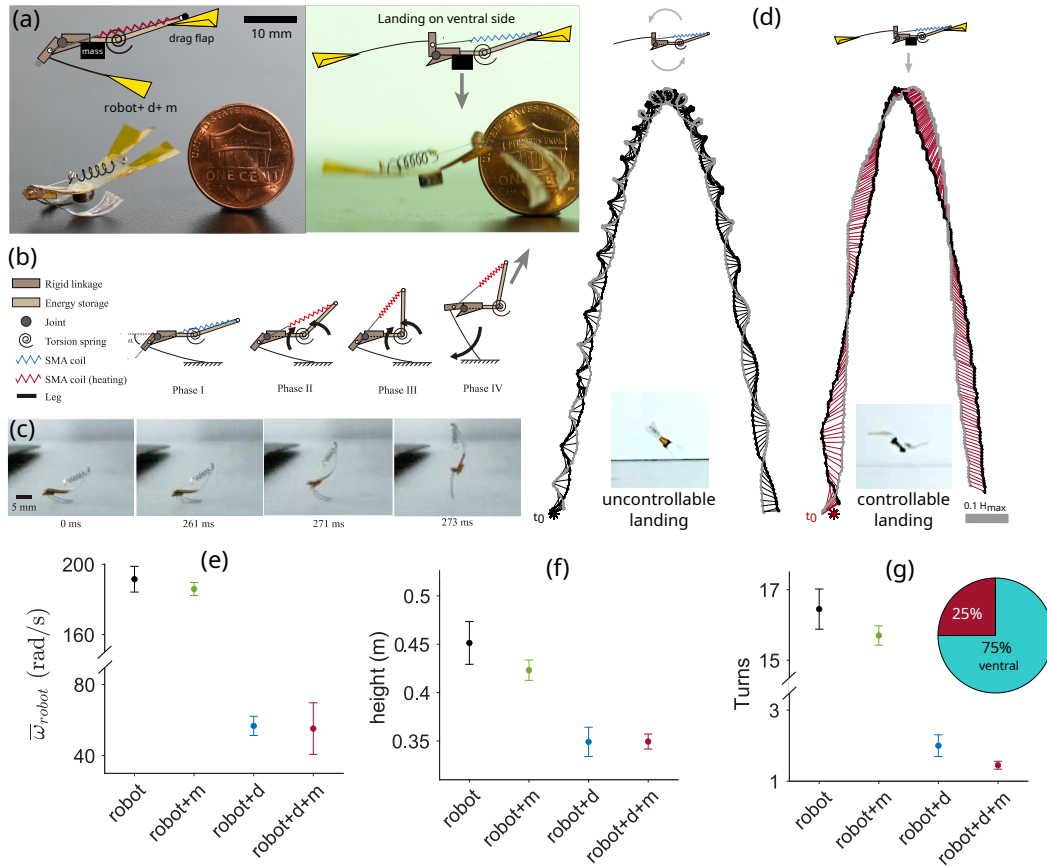 (a)
mass
drag flap
10 mm
robot+ d+ m
Landing on ventral side
ONE CENT
(b)
Rigid linkage
Energy storage
Joint
Torsion spring
SMA coil
SMA coil (heating)
Leg
α
Phase I
Phase II
Phase III
Phase IV
(c)
5 mm
0 ms
261 ms
271 ms
273 ms
(d)
t0
uncontrollable
landing
t0
controllable
landing
0.1 Hmax
(e)
200
160
80
40
ω̅robot (rad/s)
robot
robot+m
robot+d
robot+d+m
(f)
0.5
0.45
0.4
0.35
height (m)
robot
robot+m
robot+d
robot+d+m
(g)
17
15
3
1
Turns
25%
75%
ventral
robot
robot+m
robot+d
robot+d+m